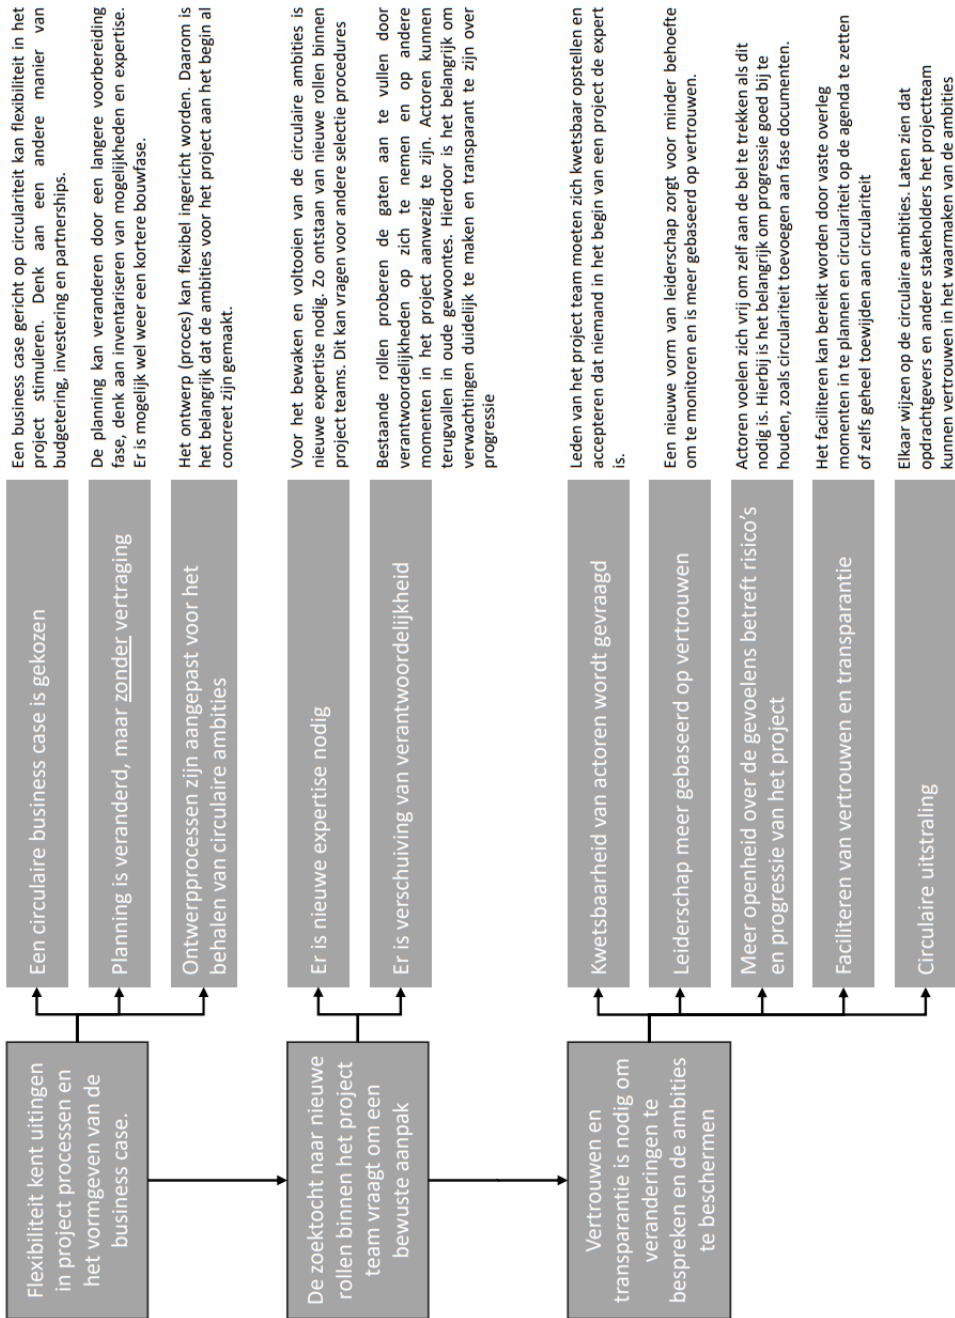 Flexibiliteit kent uitingen
in project processen en
het vormgeven van de
business case.
Een circulaire business case is gekozen
Een business case gericht op circulariteit kan flexibiliteit in het
project stimuleren. Denk aan een andere manier van
budgetering, investering en partnerships.
Planning is veranderd, maar zonder vertraging
De planning kan veranderen door een langere voorbereiding
fase, denk aan inventariseren van mogelijkheden en expertise.
Er is mogelijk wel weer een kortere bouwfase.
Ontwerpprocessen zijn aangepast voor het
behalen van circulaire ambities
Het ontwerp (proces) kan flexibel ingericht worden. Daarom is
het belangrijk dat de ambities voor het project aan het begin al
concreet zijn gemaakt.
De zoektocht naar nieuwe
rollen binnen het project
team vraagt om een
bewuste aanpak
Er is nieuwe expertise nodig
Voor het bewaken en voltooien van de circulaire ambities is
nieuwe expertise nodig. Zo ontstaan van nieuwe rollen binnen
project teams. Dit kan vragen voor andere selectie procedures
Er is verschuiving van verantwoordelijkheid
Bestaande rollen proberen de gaten aan te vullen door
verantwoordelijkheden op zich te nemen en op andere
momenten in het project aanwezig te zijn. Actoren kunnen
terugvallen in oude gewoontes. Hierdoor is het belangrijk om
verwachtingen duidelijk te maken en transparant te zijn over
progressie
Vertrouwen en
transparantie is nodig om
veranderingen te
bespreken en de ambities
te beschermen
Kwetsbaarheid van actoren wordt gevraagd
Leden van het project team moeten zich kwetsbaar opstellen en
accepteren dat niemand in het begin van een project de expert
is.
Leiderschap meer gebaseerd op vertrouwen
Een nieuwe vorm van leiderschap zorgt voor minder behoefte
om te monitoren en is meer gebaseerd op vertrouwen.
Meer openheid over de gevoelens betreft risico's
en progressie van het project
Actoren voelen zich vrij om zelf aan de bel te trekken als dit
nodig is. Hierbij is het belangrijk om progressie goed bij te
houden, zoals circulariteit toevoegen aan fase documenten.
Faciliteren van vertrouwen en transparantie
Het faciliteren kan bereikt worden door vaste overleg
momenten in te plannen en circulariteit op de agenda te zetten
of zelfs geheel toewijden aan circulariteit
Circulaire uitstraling
Elkaar wijzen op de circulaire ambities. Laten zien dat
opdrachtgevers en andere stakeholders het projectteam
kunnen vertrouwen in het waarmaken van de ambities